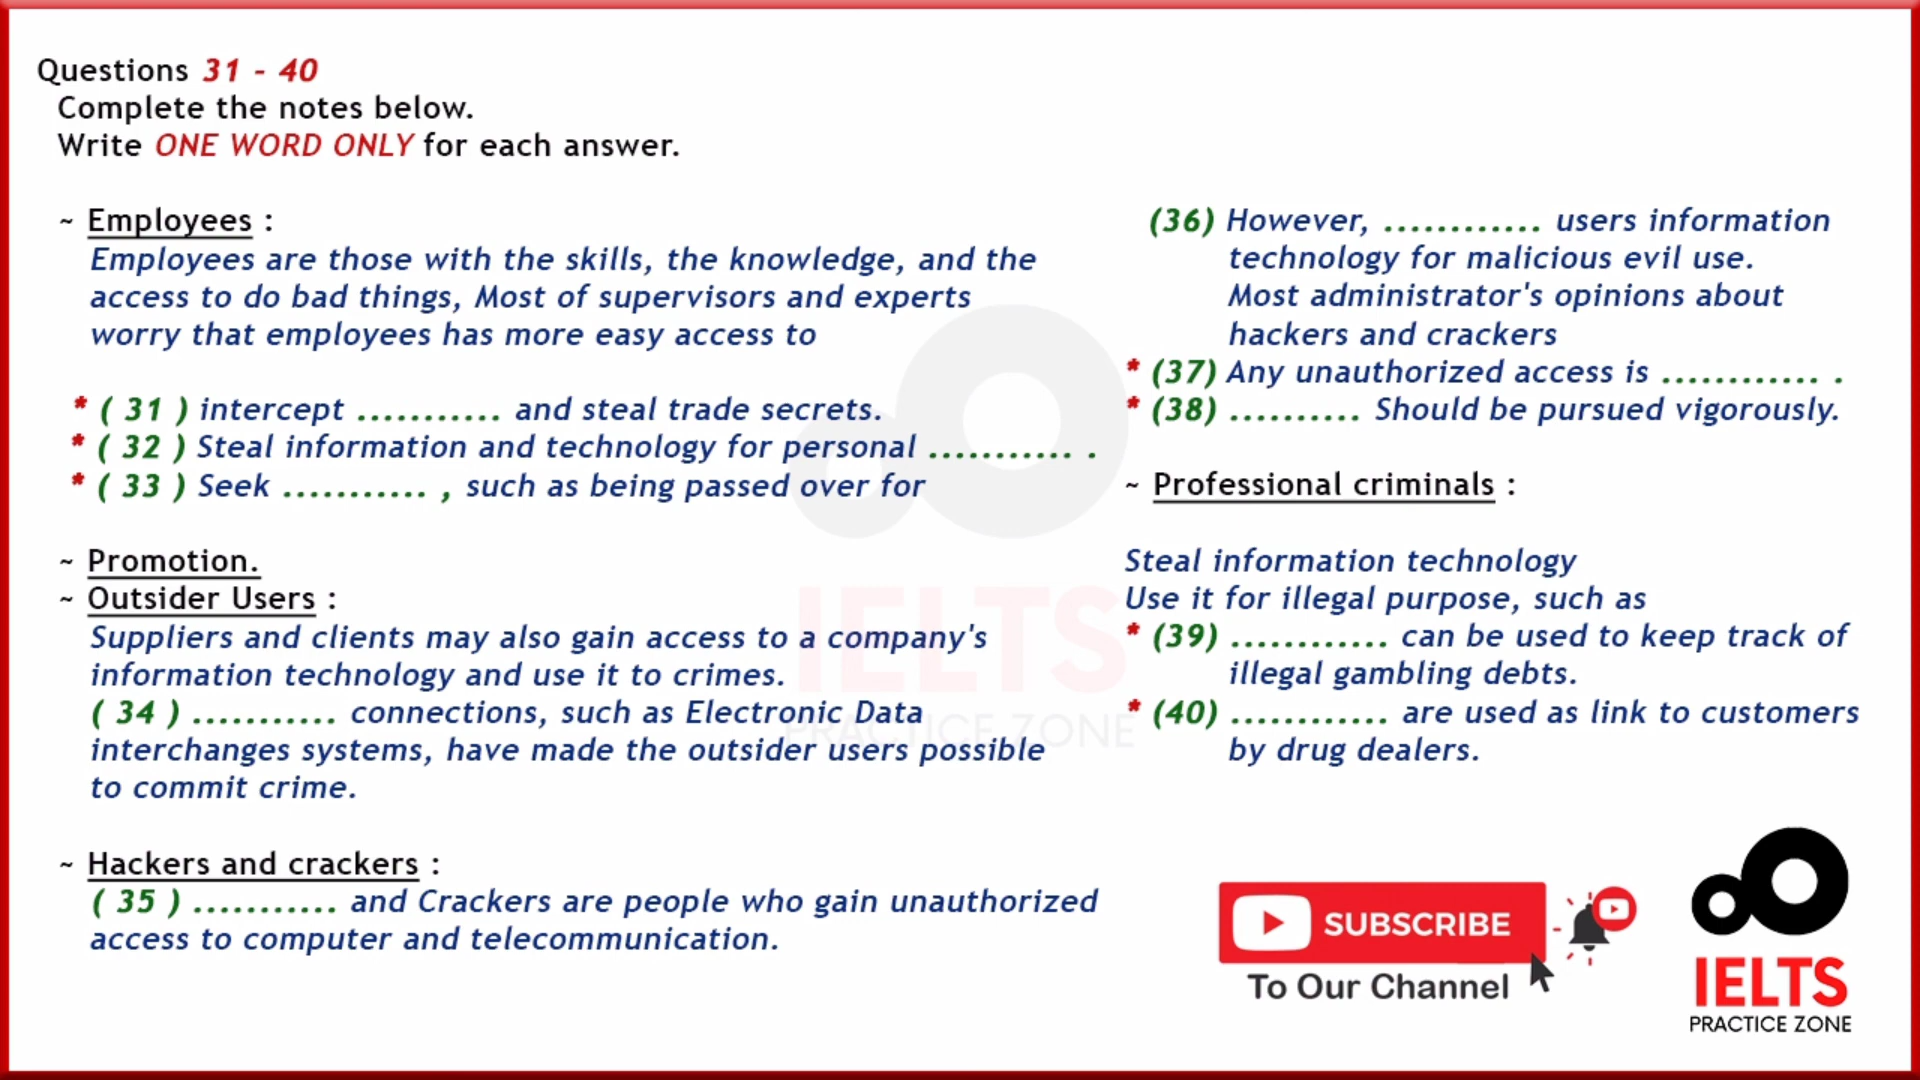 Questions 31 - 40
Complete the notes below.
Write ONE WORD ONLY for each answer.
~ Employees :
Employees are those with the skills, the knowledge, and the
access to do bad things, Most of supervisors and experts
worry that employees has more easy access to
* ( 31 ) intercept ........... and steal trade secrets.
* ( 32 ) Steal information and technology for personal ........... .
* ( 33 ) Seek ........... , such as being passed over for
~ Promotion.
~ Outsider Users :
Suppliers and clients may also gain access to a company's
information technology and use it to crimes.
( 34 ) ........... connections, such as Electronic Data
interchanges systems, have made the outsider users possible
to commit crime.
~ Hackers and crackers :
( 35 ) ........... and Crackers are people who gain unauthorized
access to computer and telecommunication.
(36) However, ............ users information
technology for malicious evil use.
Most administrator's opinions about
hackers and crackers
* (37) Any unauthorized access is ............ .
* (38) .......... Should be pursued vigorously.
~ Professional criminals :
Steal information technology
Use it for illegal purpose, such as
* (39) ............ can be used to keep track of
illegal gambling debts.
* (40) ............ are used as link to customers
by drug dealers.
IELTS
PRACTICE ZONE
SUBSCRIBE
To Our Channel
IELTS
PRACTICE ZONE